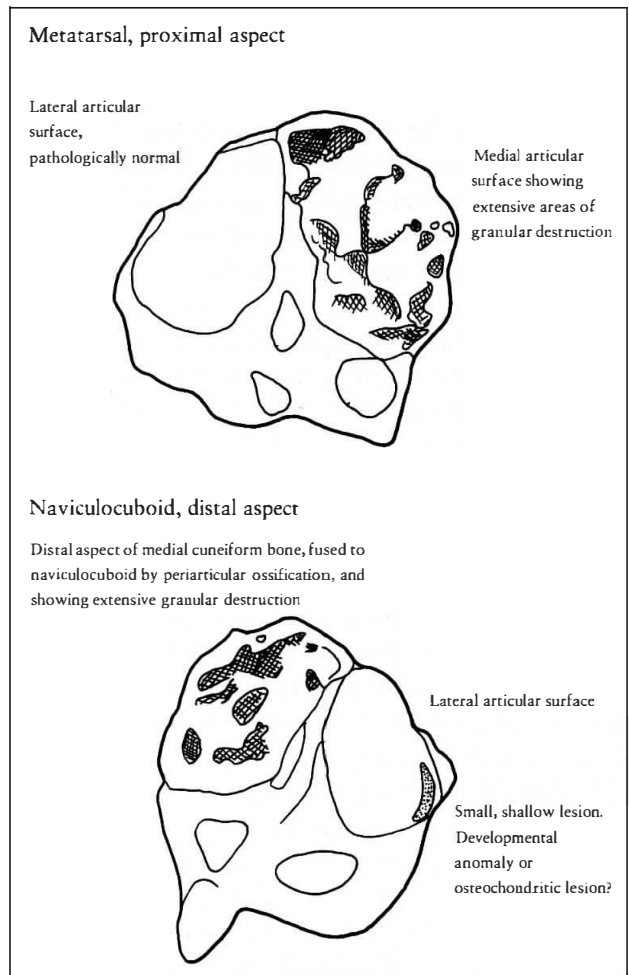 Metatarsal, proximal aspect
Lateral articular
surface,
pathologically normal
Medial articular
surface showing
extensive areas of
granular destruction
Naviculocuboid, distal aspect
Distal aspect of medial cuneiform bone, fused to
naviculocuboid by periarticular ossification, and
showing extensive granular destruction
Lateral articular surface
Small, shallow lesion.
Developmental
anomaly or
osteochondritic lesion?